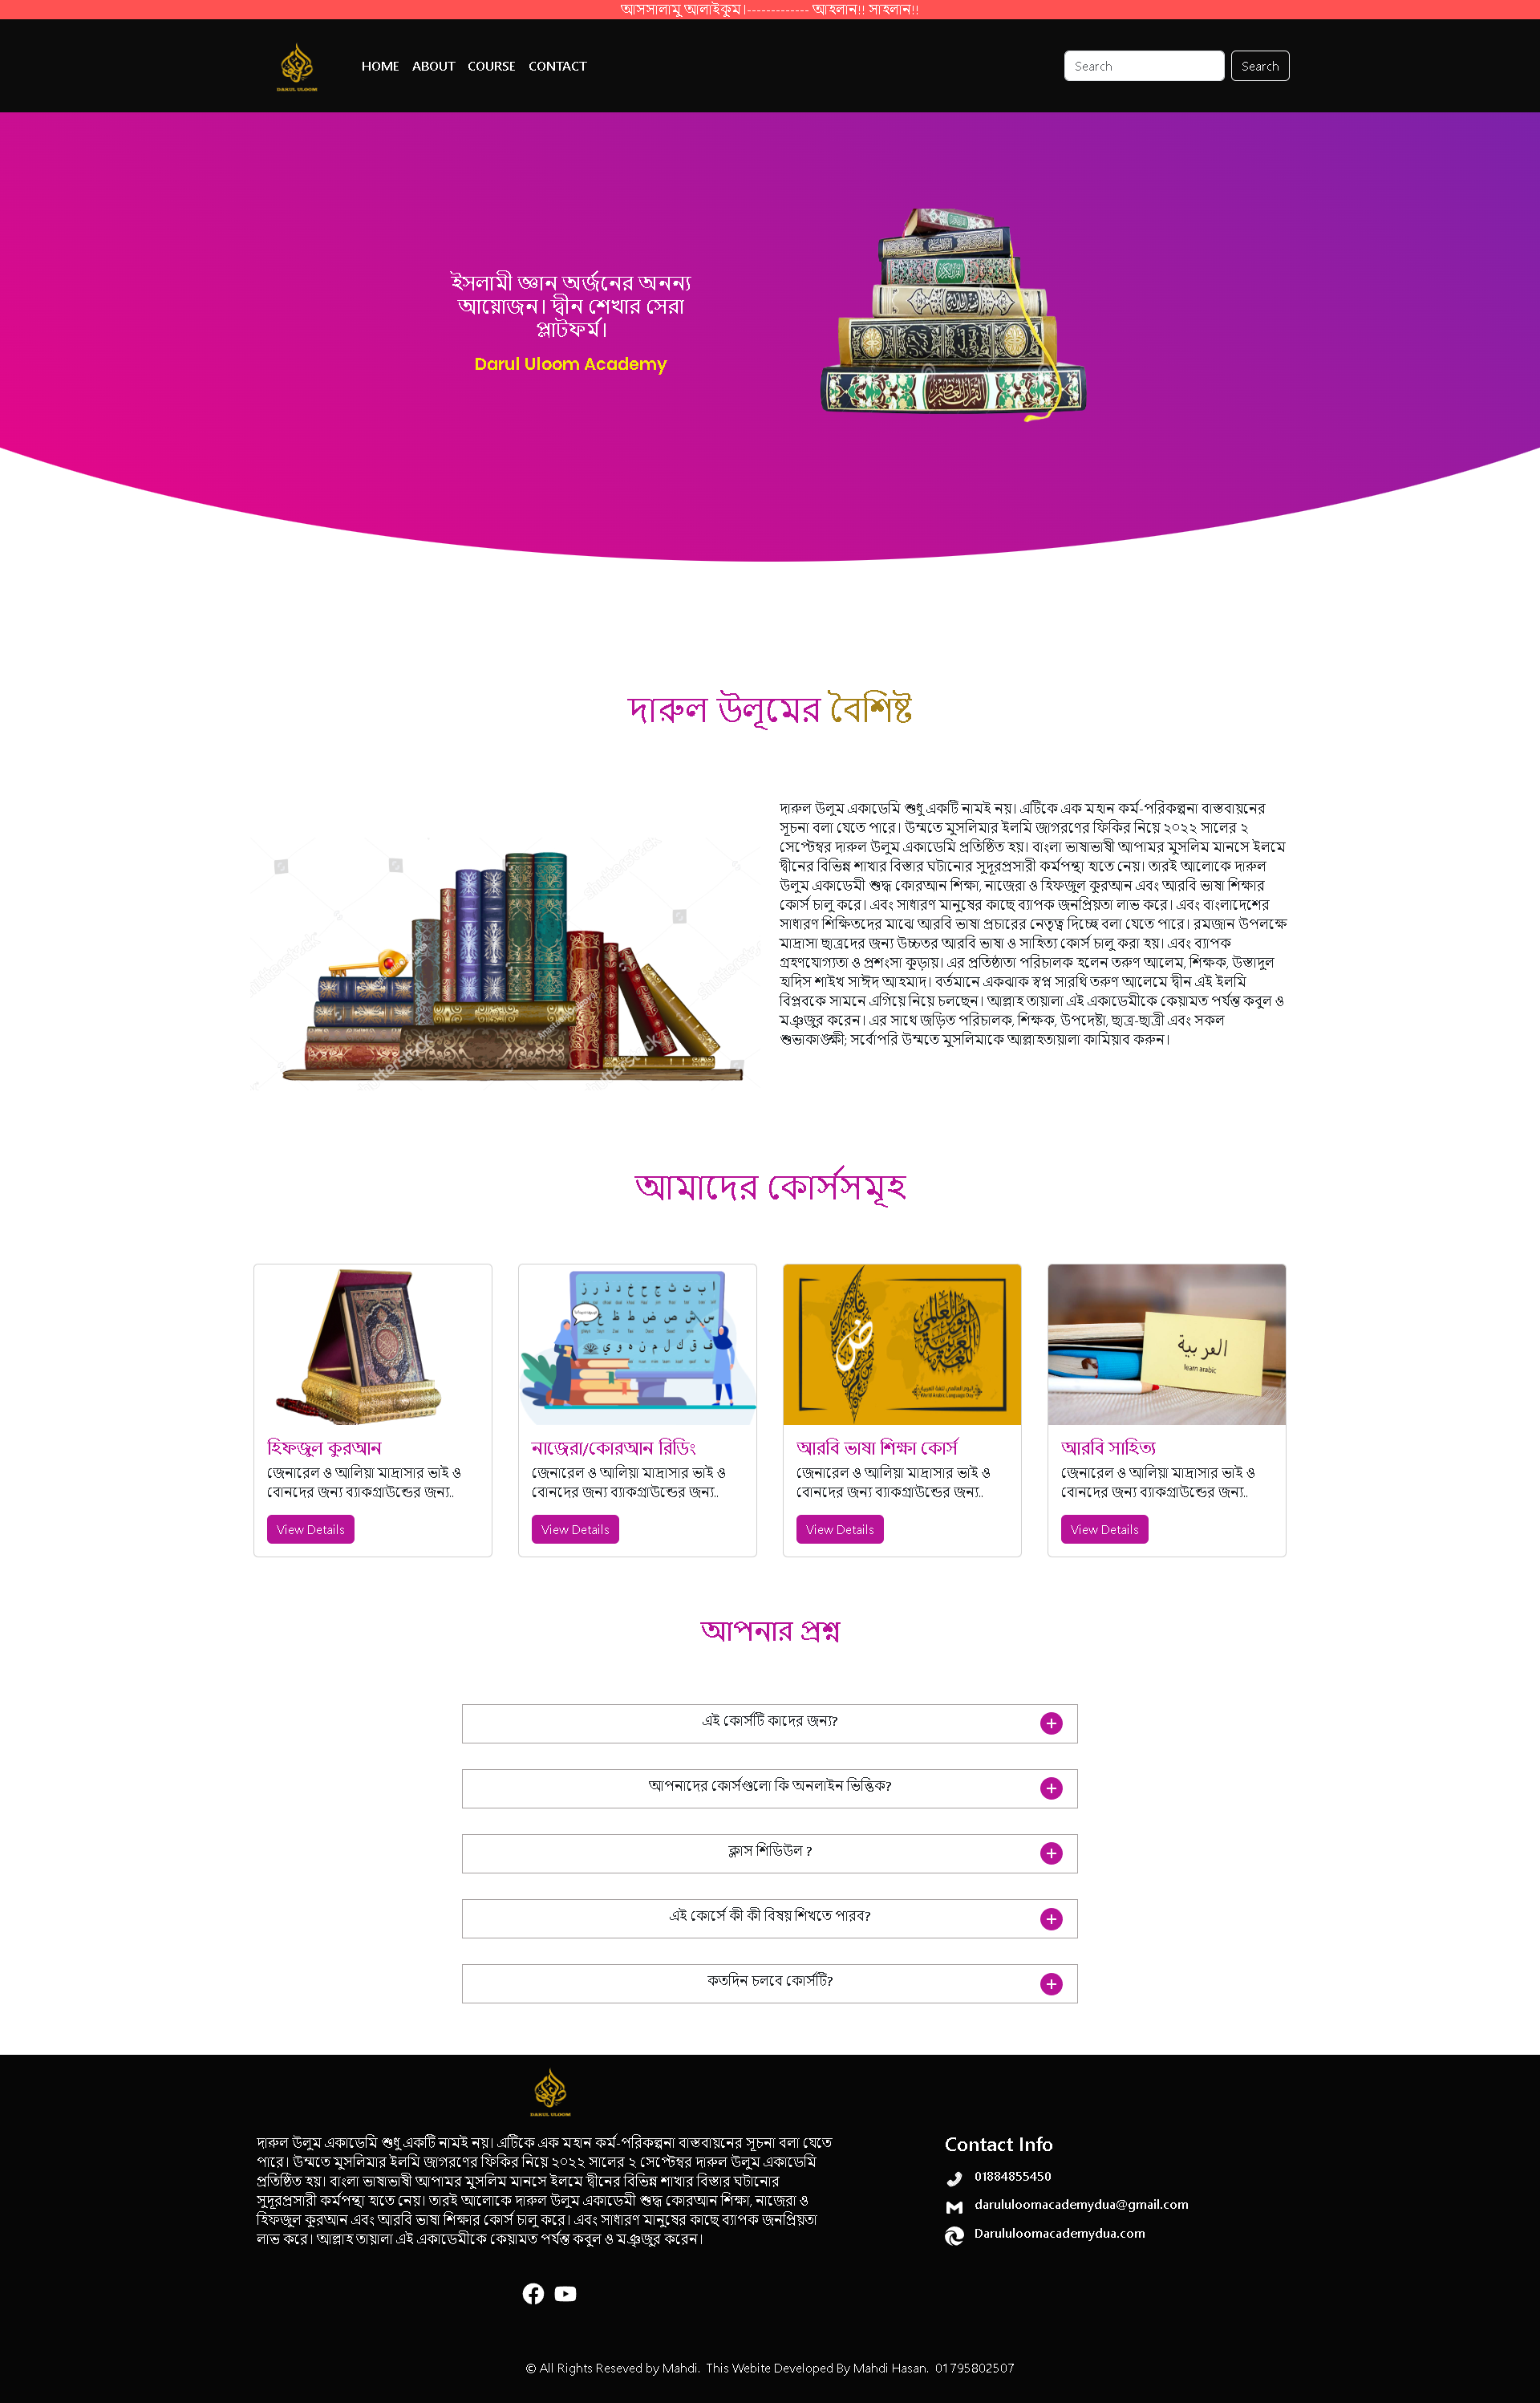 আসসালামু আলাইকুম।------------- আহলান!! সাহলান!!
DARUL ULOOM
HOME ABOUT COURSE CONTACT
Search Search
ইসলামী জ্ঞান অর্জনের অনন্য
আয়োজন। দ্বীন শেখার সেরা
প্লাটফর্ম।
Darul Uloom Academy
দারুল উলূমের বৈশিষ্ট
দারুল উলুম একাডেমি শুধু একটি নামই নয়। এটিকে এক মহান কর্ম-পরিকল্পনা বাস্তবায়নের
সূচনা বলা যেতে পারে। উম্মতে মুসলিমার ইলমি জাগরণের ফিকির নিয়ে ২০২২ সালের ২
সেপ্টেম্বর দারুল উলুম একাডেমি প্রতিষ্ঠিত হয়। বাংলা ভাষাভাষী আপামর মুসলিম মানসে ইলমে
দ্বীনের বিভিন্ন শাখার বিস্তার ঘটানোর সুদূরপ্রসারী কর্মপন্থা হাতে নেয়। তারই আলোকে দারুল
উলুম একাডেমী শুদ্ধ কোরআন শিক্ষা, নাজেরা ও হিফজুল কুরআন এবং আরবি ভাষা শিক্ষার
কোর্স চালু করে। এবং সাধারণ মানুষের কাছে ব্যাপক জনপ্রিয়তা লাভ করে। এবং বাংলাদেশের
সাধারণ শিক্ষিতদের মাঝে আরবি ভাষা প্রচারের নেতৃত্ব দিচ্ছে বলা যেতে পারে। রমজান উপলক্ষে
মাদ্রাসা ছাত্রদের জন্য উচ্চতর আরবি ভাষা ও সাহিত্য কোর্স চালু করা হয়। এবং ব্যাপক
গ্রহণযোগ্যতা ও প্রশংসা কুড়ায়। এর প্রতিষ্ঠাতা পরিচালক হলেন তরুণ আলেম, শিক্ষক, উস্তাদুল
হাদিস শাইখ সাঈদ আহমাদ। বর্তমানে একঝাক স্বপ্ন সারথি তরুণ আলেমে দ্বীন এই ইলমি
বিপ্লবকে সামনে এগিয়ে নিয়ে চলছেন। আল্লাহ তায়ালা এই একাডেমীকে কেয়ামত পর্যন্ত কবুল ও
মঞ্জুর করেন। এর সাথে জড়িত পরিচালক, শিক্ষক, উপদেষ্টা, ছাত্র-ছাত্রী এবং সকল
শুভাকাঙ্ক্ষী; সর্বোপরি উম্মতে মুসলিমাকে আল্লাহতায়ালা কামিয়াব করুন।
shutterstock
আমাদের কোর্সসমূহ
World Arabic Language Day
العربية
learn arabic
হিফজুল কুরআন
জেনারেল ও আলিয়া মাদ্রাসার ভাই ও
বোনদের জন্য ব্যাকগ্রাউন্ডের জন্য..
View Details
নাজেরা/কোরআন রিডিং
জেনারেল ও আলিয়া মাদ্রাসার ভাই ও
বোনদের জন্য ব্যাকগ্রাউন্ডের জন্য..
View Details
আরবি ভাষা শিক্ষা কোর্স
জেনারেল ও আলিয়া মাদ্রাসার ভাই ও
বোনদের জন্য ব্যাকগ্রাউন্ডের জন্য..
View Details
আরবি সাহিত্য
জেনারেল ও আলিয়া মাদ্রাসার ভাই ও
বোনদের জন্য ব্যাকগ্রাউন্ডের জন্য..
View Details
আপনার প্রশ্ন
এই কোর্সটি কাদের জন্য?
আপনাদের কোর্সগুলো কি অনলাইন ভিত্তিক?
ক্লাস শিডিউল ?
এই কোর্সে কী কী বিষয় শিখতে পারব?
কতদিন চলবে কোর্সটি?
DARUL ULOOM
দারুল উলুম একাডেমি শুধু একটি নামই নয়। এটিকে এক মহান কর্ম-পরিকল্পনা বাস্তবায়নের সূচনা বলা যেতে
পারে। উম্মতে মুসলিমার ইলমি জাগরণের ফিকির নিয়ে ২০২২ সালের ২ সেপ্টেম্বর দারুল উলুম একাডেমি
প্রতিষ্ঠিত হয়। বাংলা ভাষাভাষী আপামর মুসলিম মানসে ইলমে দ্বীনের বিভিন্ন শাখার বিস্তার ঘটানোর
সুদূরপ্রসারী কর্মপন্থা হাতে নেয়। তারই আলোকে দারুল উলুম একাডেমী শুদ্ধ কোরআন শিক্ষা, নাজেরা ও
হিফজুল কুরআন এবং আরবি ভাষা শিক্ষার কোর্স চালু করে। এবং সাধারণ মানুষের কাছে ব্যাপক জনপ্রিয়তা
লাভ করে। আল্লাহ তায়ালা এই একাডেমীকে কেয়ামত পর্যন্ত কবুল ও মঞ্জুর করেন।
Contact Info
01884855450
darululoomacademydua@gmail.com
Darululoomacademydua.com
© All Rights Reseved by Mahdi. This Webite Developed By Mahdi Hasan. 01795802507